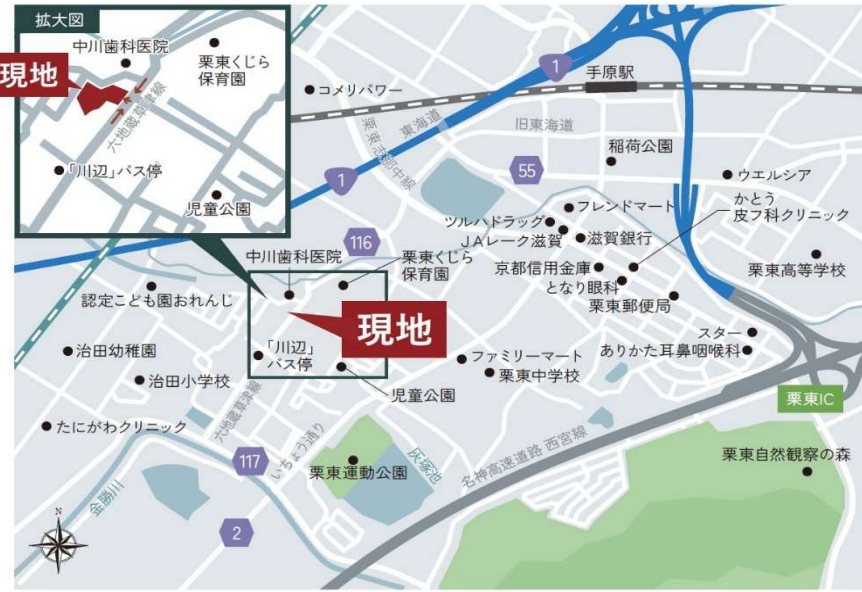 拡大図
中川歯科医院
栗東くじら
保育園
現地
六地蔵草津線
「川辺」バス停
児童公園
コメリパワー
1
手原駅
栗東志那中線
東海道
旧東海道
1
55
稲荷公園
ウエルシア
フレンドマート
かとう
皮フ科クリニック
ツルハドラッグ
JAレーク滋賀
滋賀銀行
116
中川歯科医院
栗東くじら
保育園
京都信用金庫
となり眼科
栗東郵便局
栗東高等学校
認定こども園おれんじ
現地
スター
ありかた耳鼻咽喉科
治田幼稚園
「川辺」
バス停
ファミリーマート
栗東中学校
治田小学校
児童公園
栗東IC
六地蔵草津線
たにがわクリニック
いちょう通り
117
栗東運動公園
灰塚池
名神高速道路 西宮線
栗東自然観察の森
金勝川
2
N